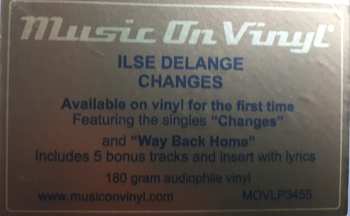 Music On Vinyl®
ILSE DELANGE
CHANGES
Available on vinyl for the first time
Featuring the singles "Changes"
and "Way Back Home"
Includes 5 bonus tracks and insert with lyrics
180 gram audiophile vinyl
www.musiconvinyl.com MOVLP3455